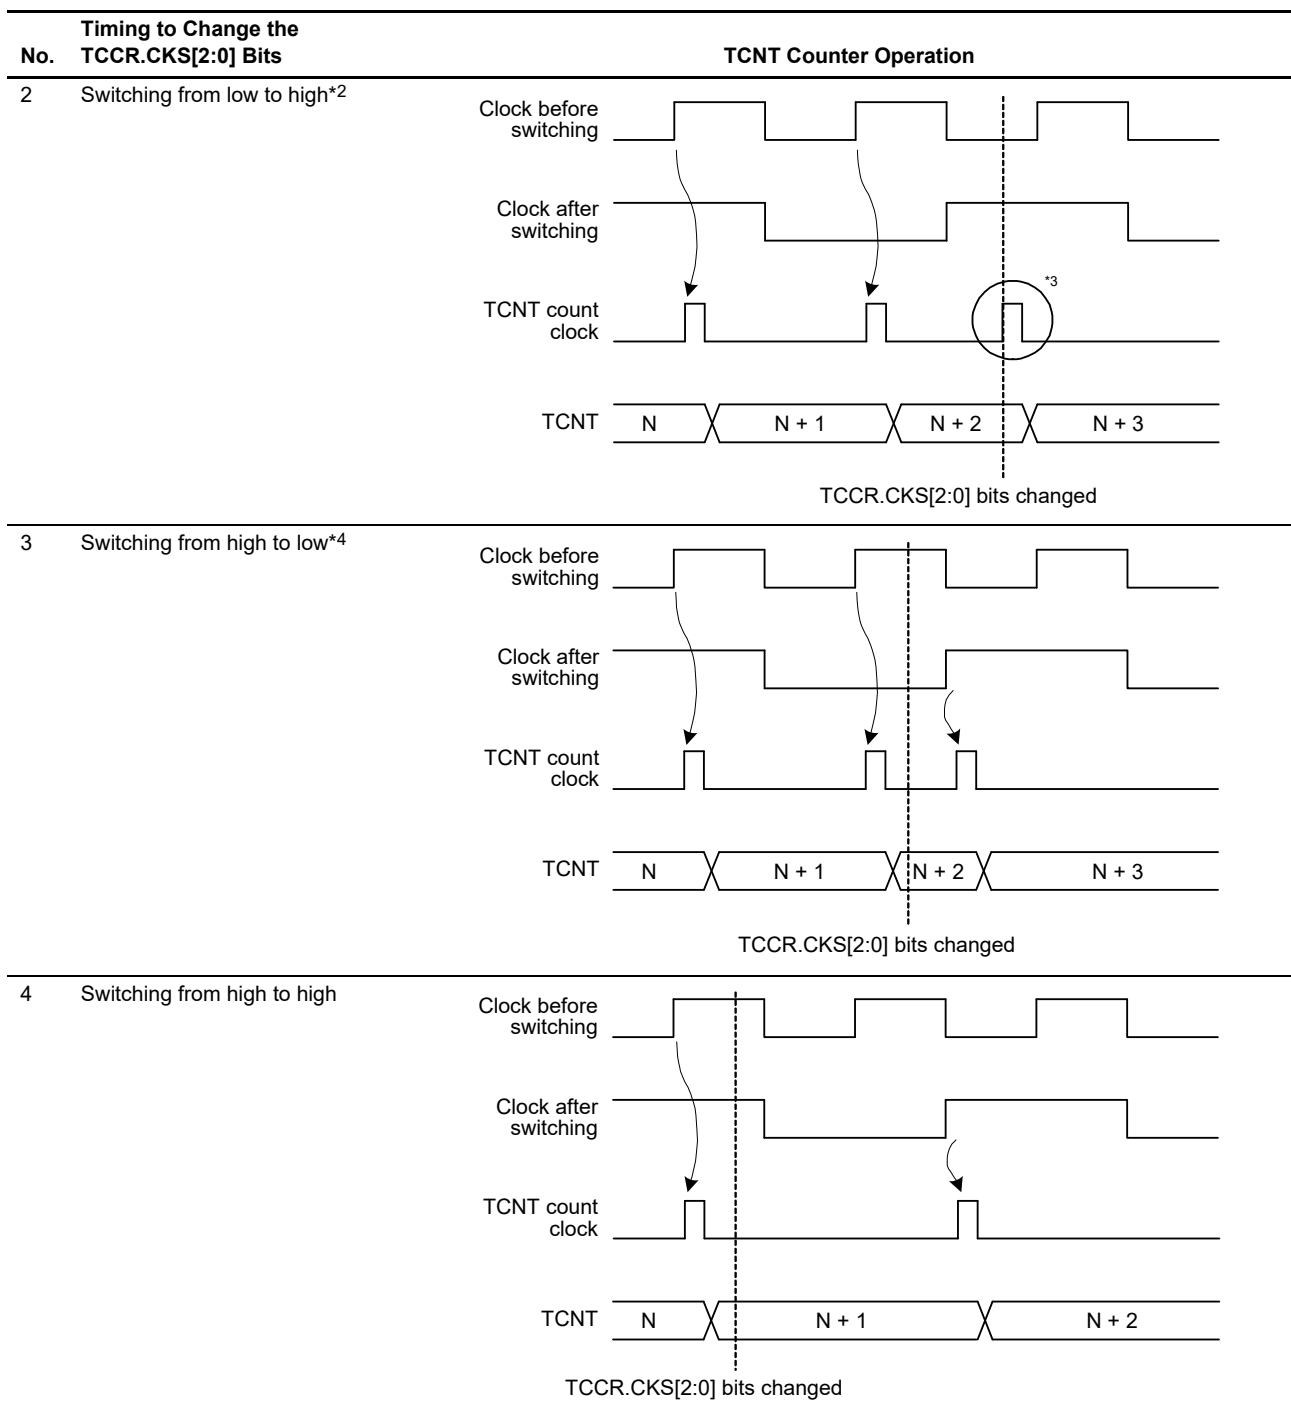 No.
Timing to Change the
TCCR.CKS[2:0] Bits
TCNT Counter Operation
2
Switching from low to high*2
Clock before
switching
Clock after
switching
TCNT count
clock
*3
TCNT
N
N + 1
N + 2
N + 3
TCCR.CKS[2:0] bits changed
3
Switching from high to low*4
Clock before
switching
Clock after
switching
TCNT count
clock
TCNT
N
N + 1
N + 2
N + 3
TCCR.CKS[2:0] bits changed
4
Switching from high to high
Clock before
switching
Clock after
switching
TCNT count
clock
TCNT
N
N + 1
N + 2
TCCR.CKS[2:0] bits changed